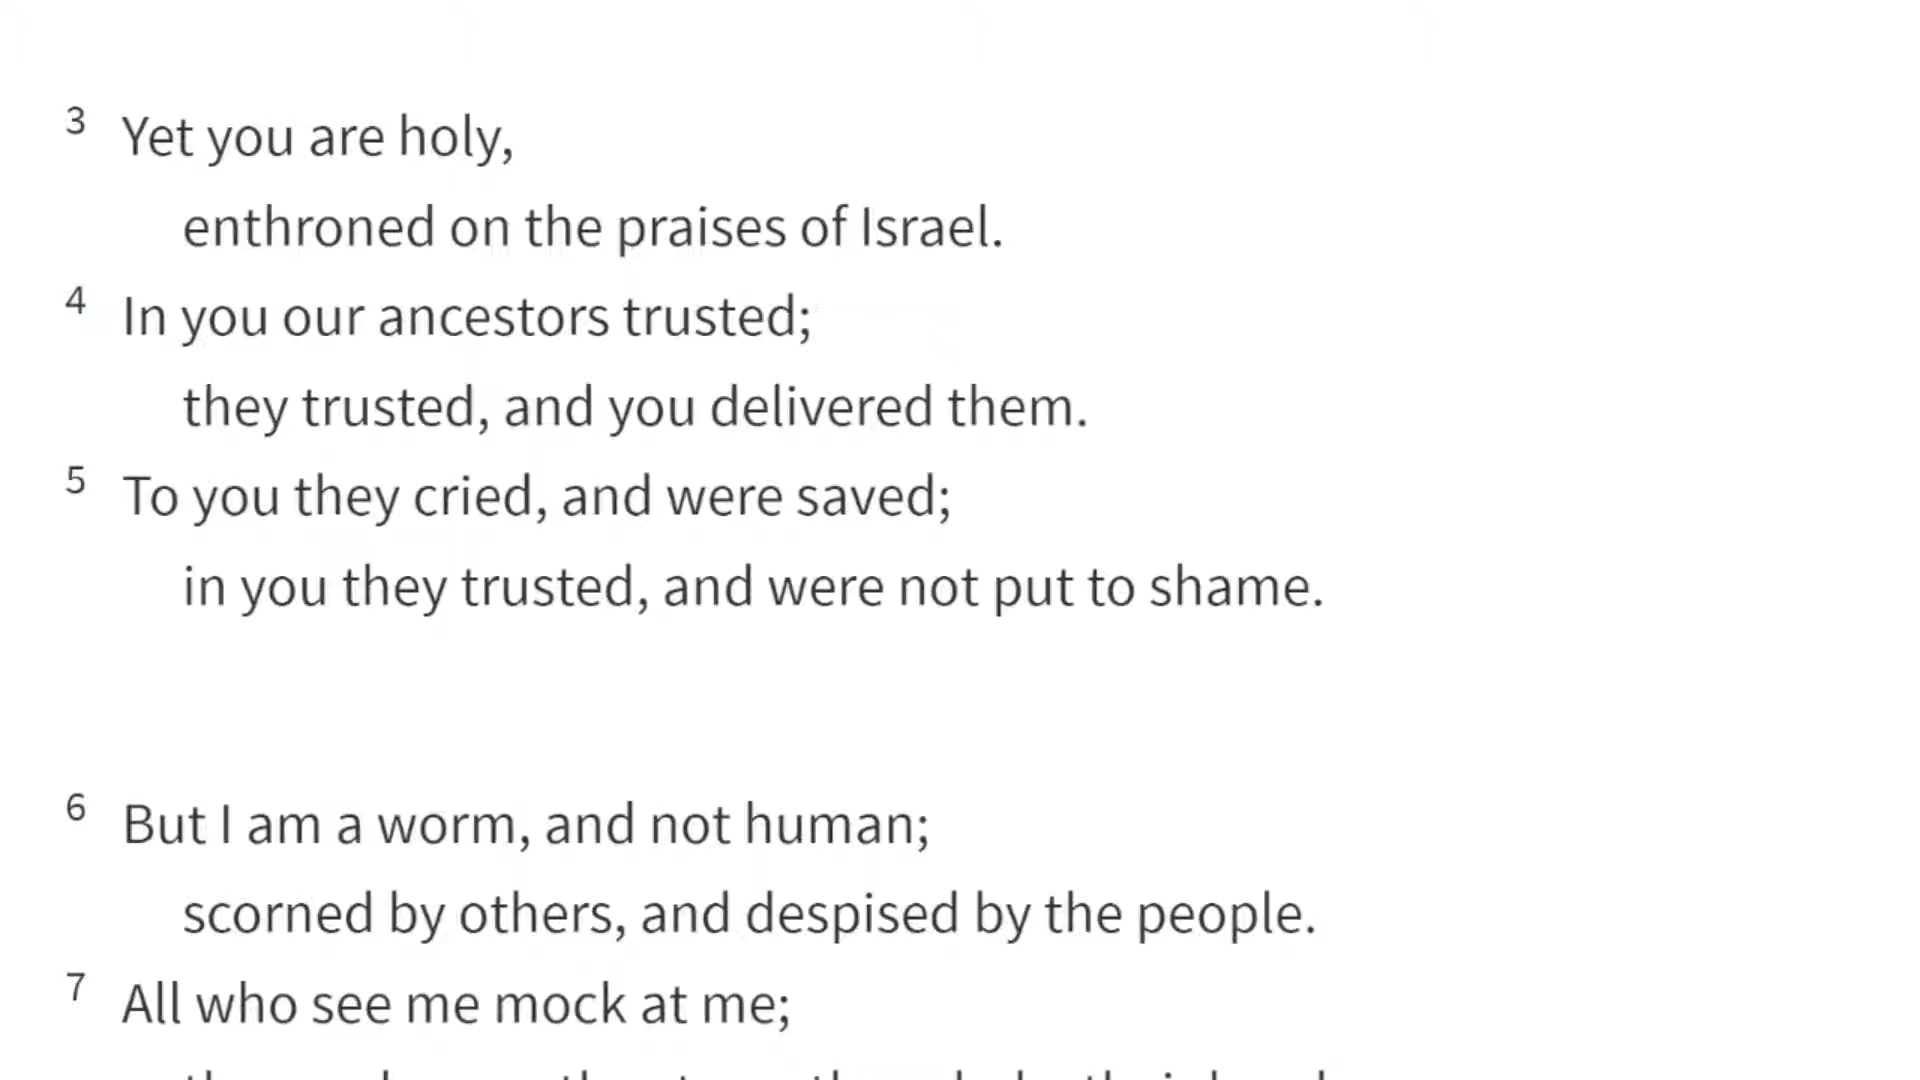 3 Yet you are holy,
enthroned on the praises of Israel.
4 In you our ancestors trusted;
they trusted, and you delivered them.
5 To you they cried, and were saved;
in you they trusted, and were not put to shame.
6 But I am a worm, and not human;
scorned by others, and despised by the people.
7 All who see me mock at me;